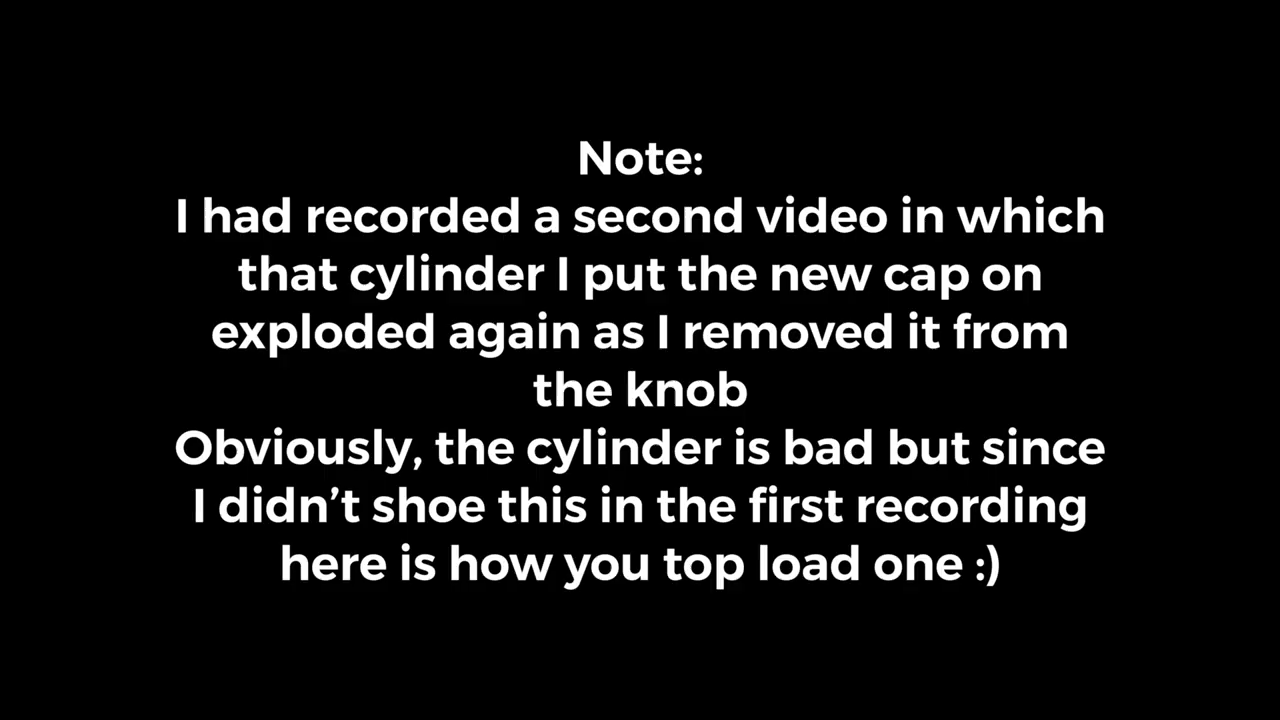 Note:
I had recorded a second video in which
that cylinder I put the new cap on
exploded again as I removed it from
the knob
Obviously, the cylinder is bad but since
I didn’t shoe this in the first recording
here is how you top load one :)